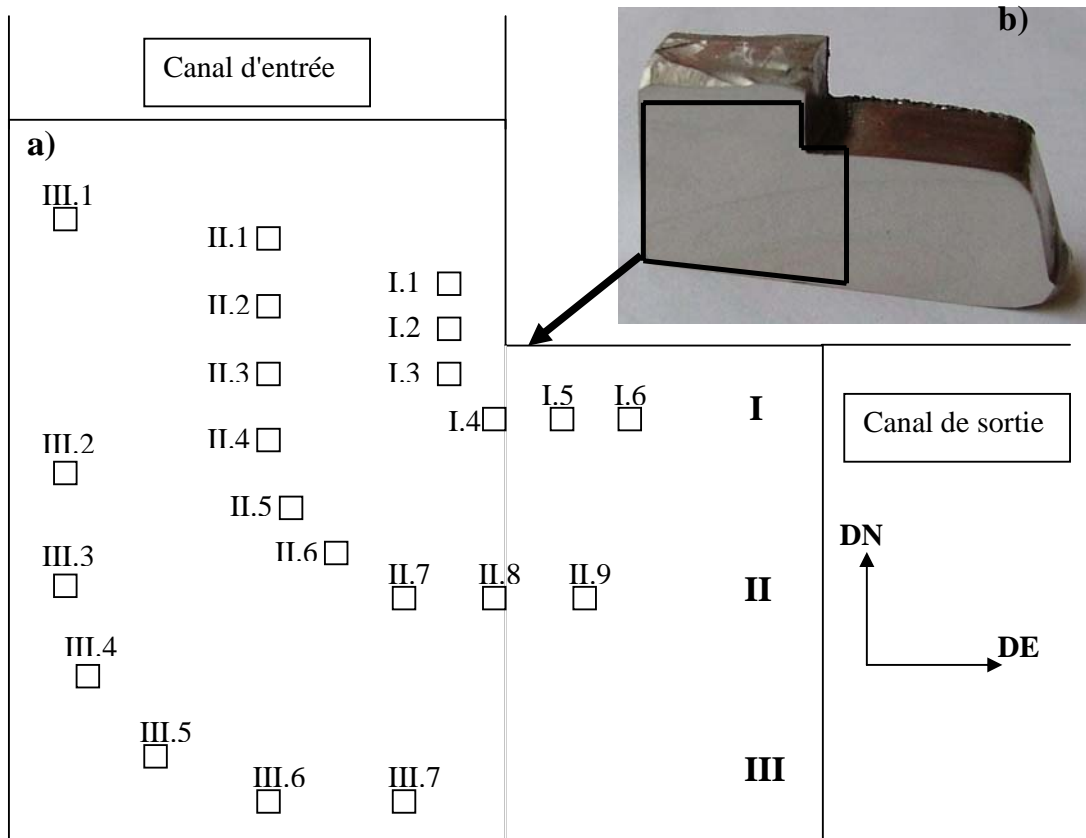 Canal d'entrée
b)
a)
III.1
II.1
I.1
II.2
I.2
II.3
I.3
I.4
I.5
I.6
I
Canal de sortie
II.4
III.2
II.5
II.6
III.3
II.7
II.8
II.9
II
DN
DE
III.4
III.5
III.6
III.7
III